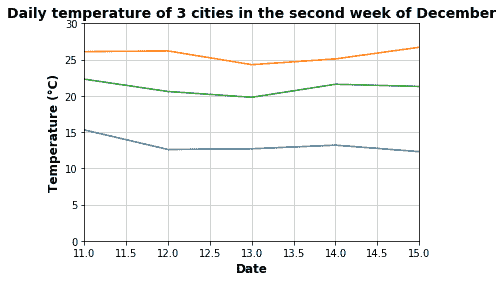 Daily temperature of 3 cities in the second week of December
30
25
20
15
10
5
0
Temperature (°C)
11.0 11.5 12.0 12.5 13.0 13.5 14.0 14.5 15.0
Date